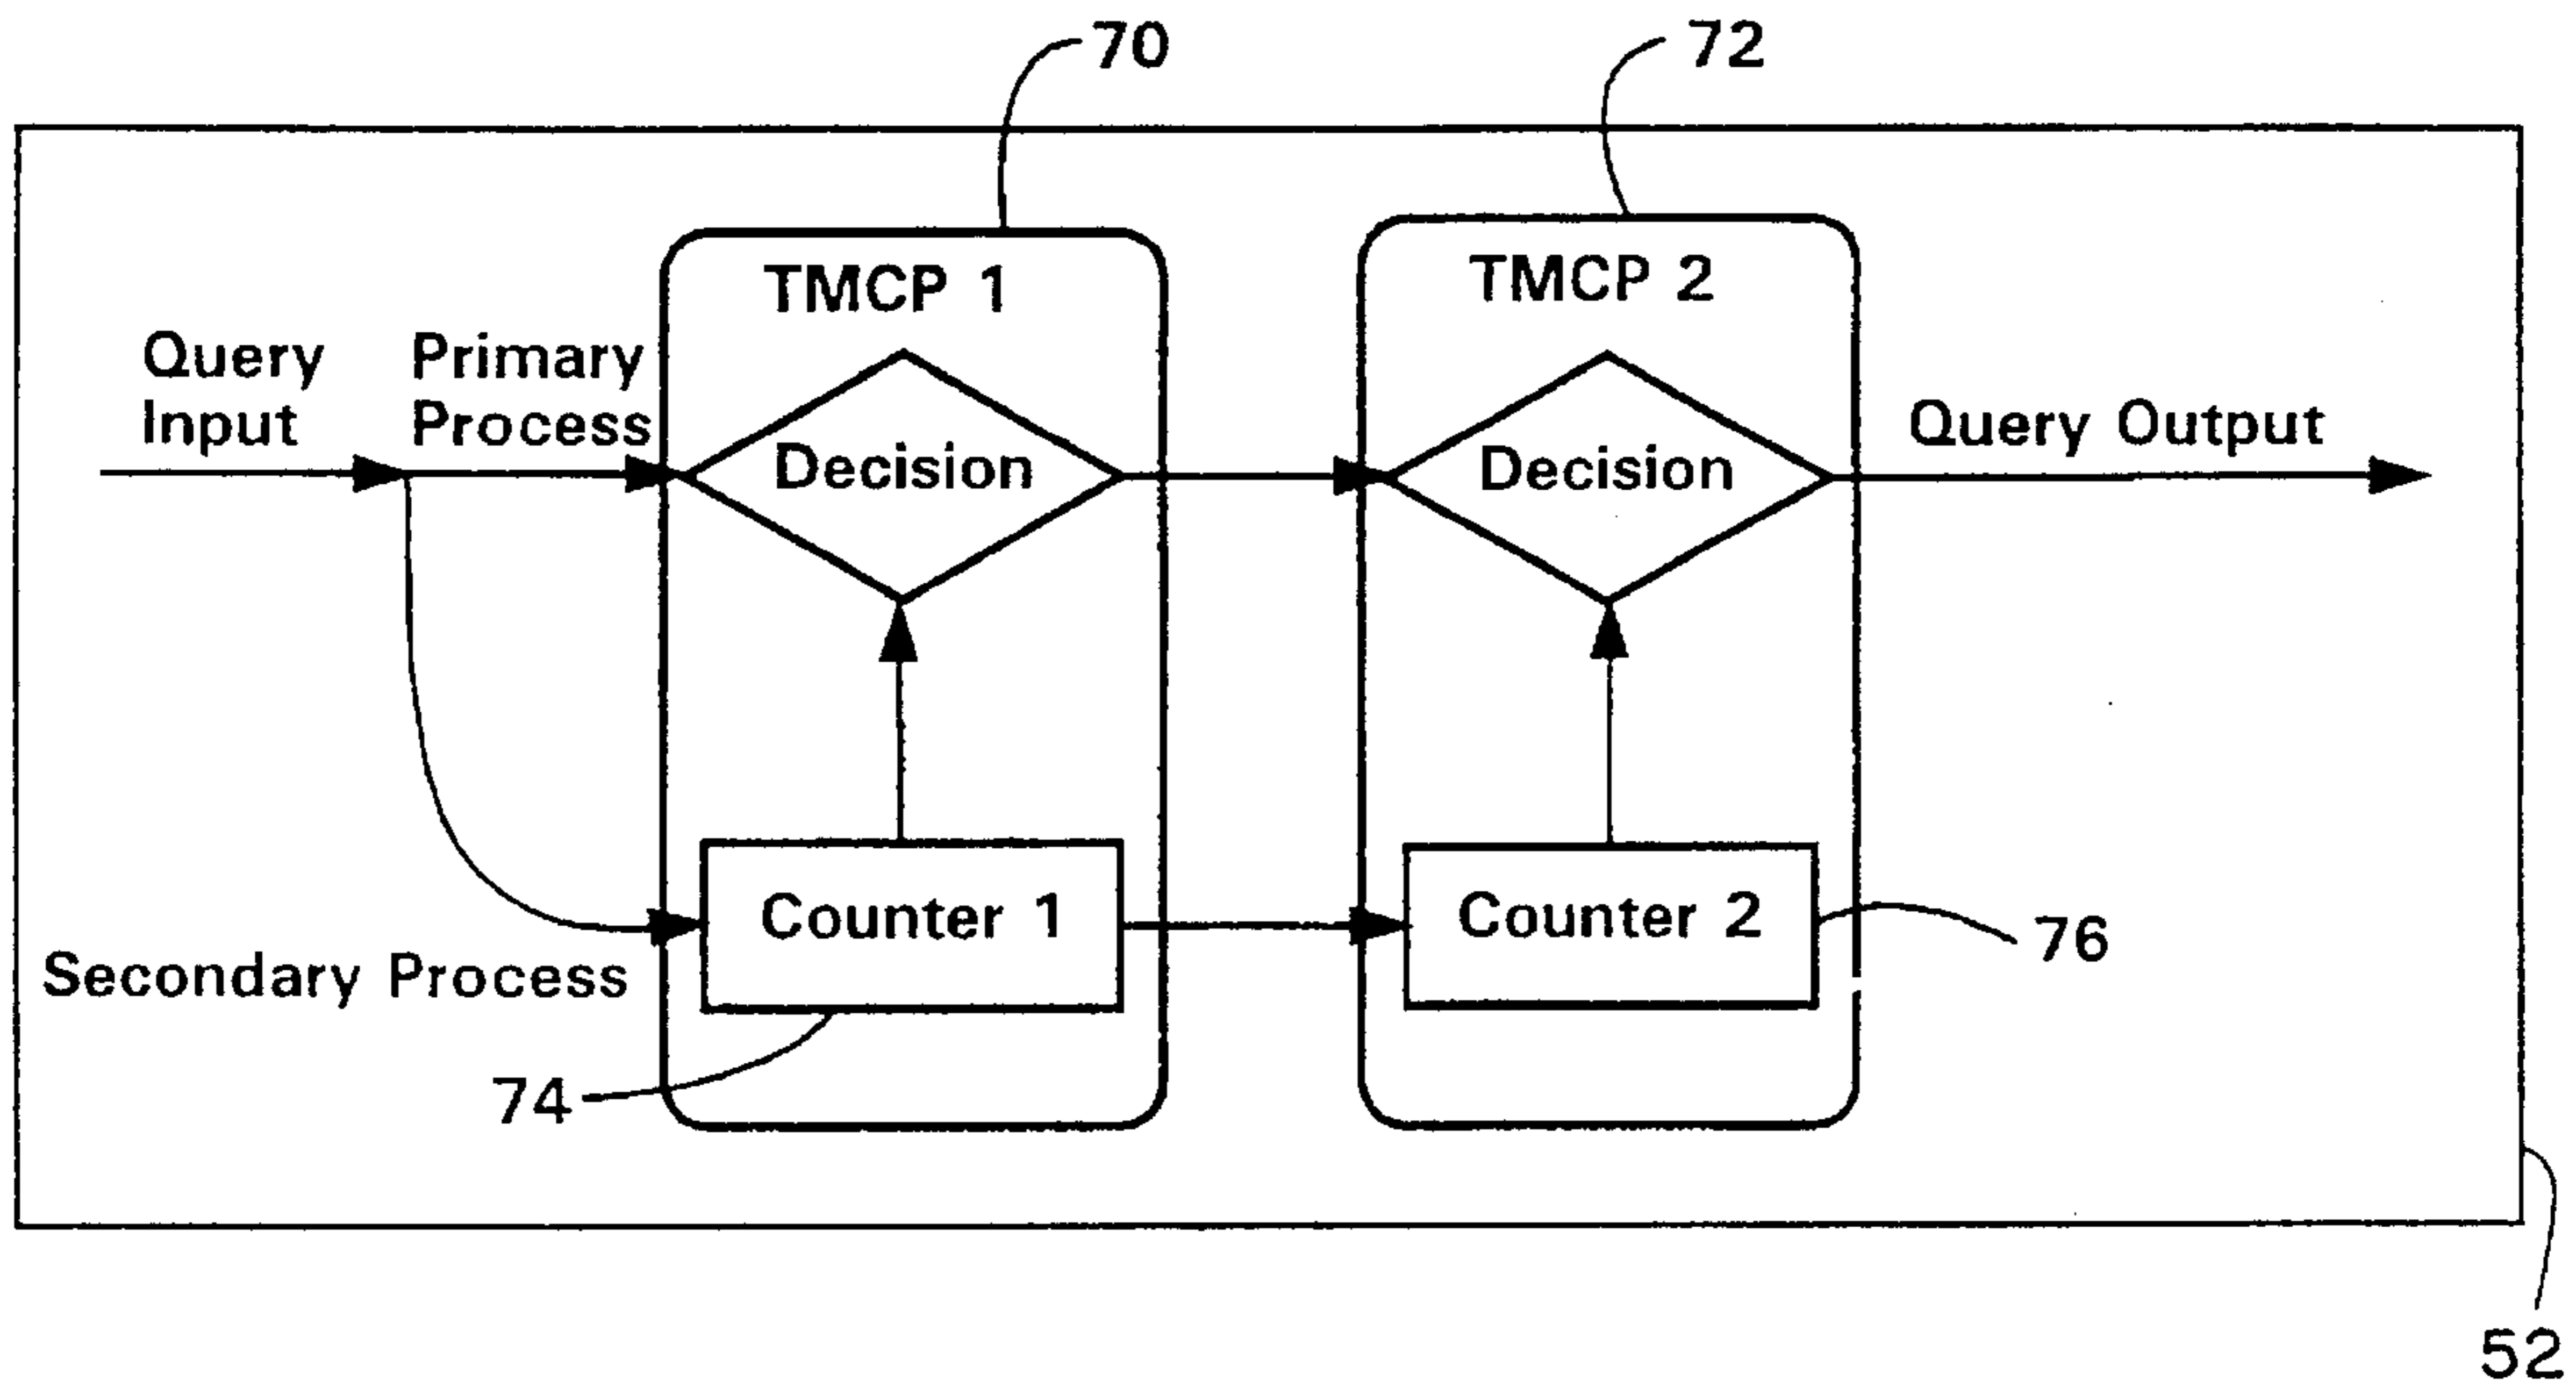 70
72
TMCP 1
TMCP 2
Query
Input
Primary
Process
Decision
Decision
Query Output
Counter 1
Counter 2
76
Secondary Process
74
52